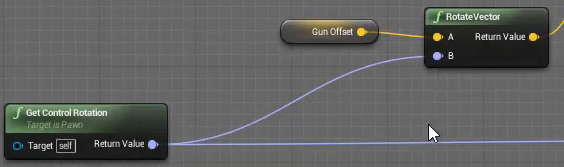 f RotateVector
Gun Offset
A Return Value
B
f Get Control Rotation
Target is Pawn
Target self Return Value